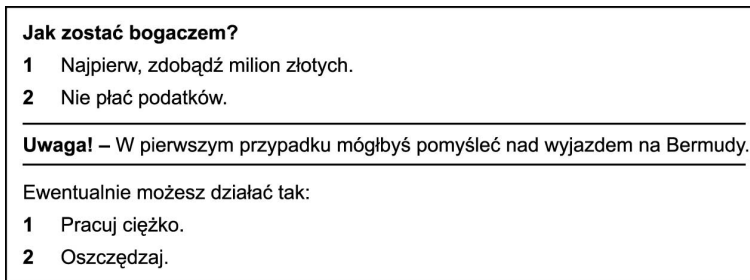 Jak zostać bogaczem?
1 Najpierw, zdobądź milion złotych.
2 Nie płać podatków.
Uwaga! – W pierwszym przypadku mógłbyś pomyśleć nad wyjazdem na Bermudy.
Ewentualnie możesz działać tak:
1 Pracuj ciężko.
2 Oszczędzaj.